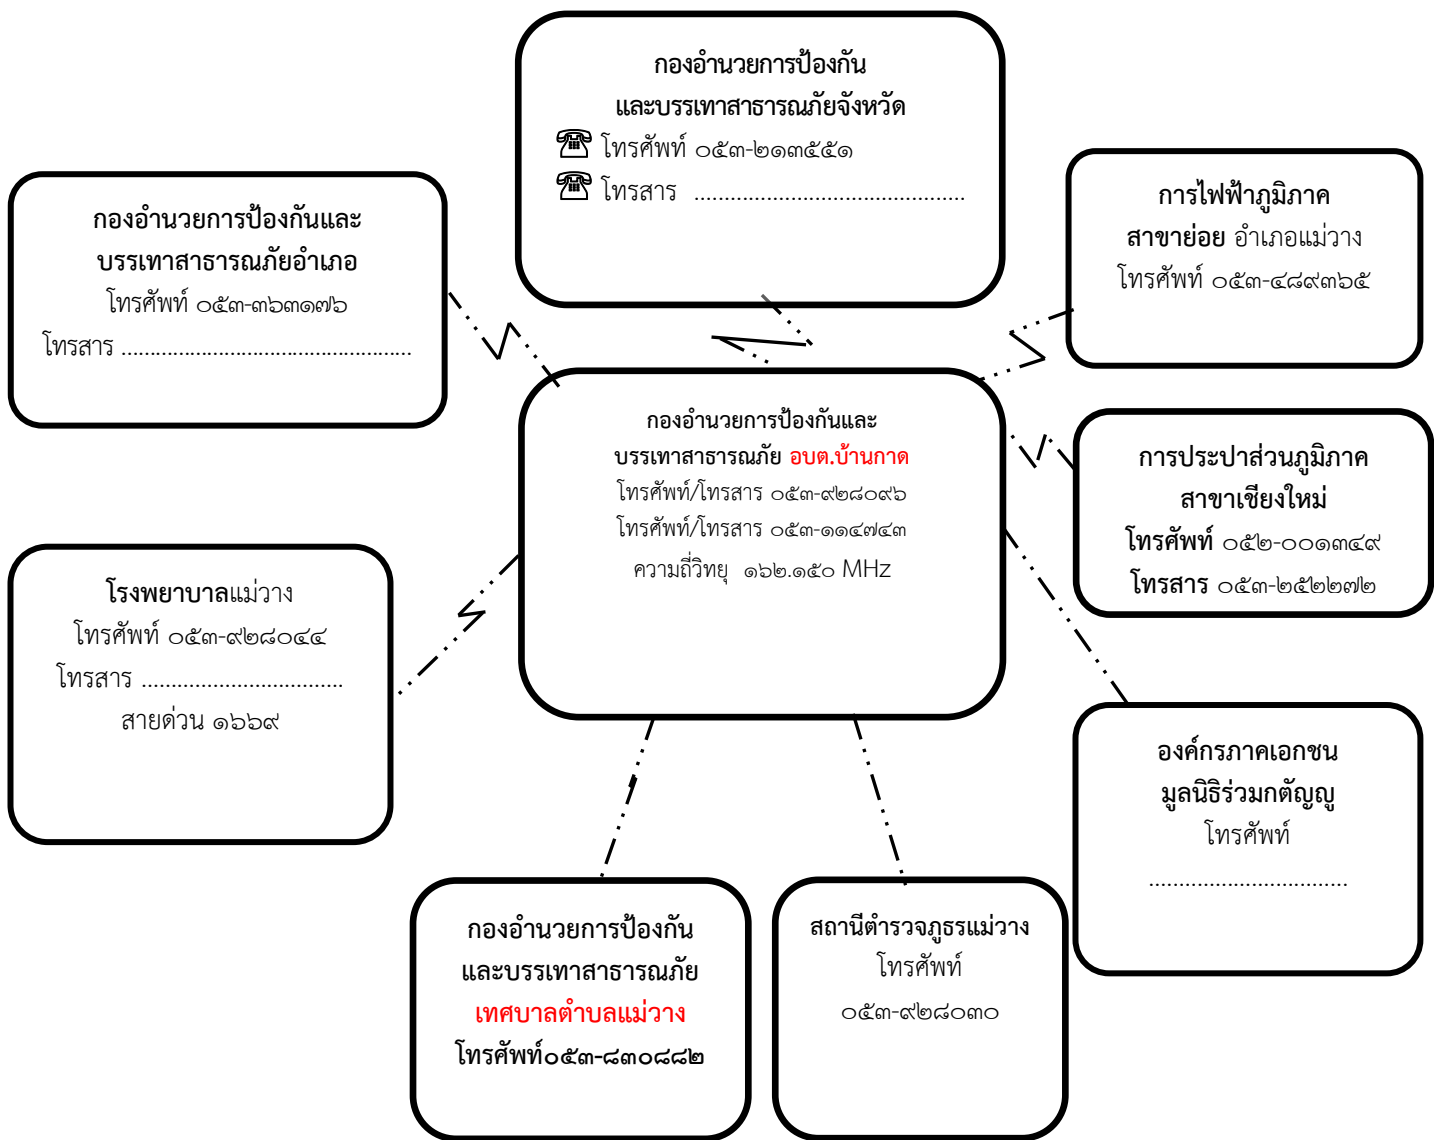 กองอำนวยการป้องกัน
และบรรเทาสาธารณภัยจังหวัด
โทรศัพท์ ๐๕๓-๒๑๓๕๕๑
โทรสาร .............................................
กองอำนวยการป้องกันและ
บรรเทาสาธารณภัยอำเภอ
โทรศัพท์ ๐๕๓-๓๖๓๑๗๖
โทรสาร ................................................
การไฟฟ้าภูมิภาค
สาขาย่อย อำเภอแม่วาง
โทรศัพท์ ๐๕๓-๔๘๙๓๖๕
กองอำนวยการป้องกันและ
บรรเทาสาธารณภัย อบต.บ้านกาด
โทรศัพท์/โทรสาร ๐๕๓-๙๒๘๐๙๖
โทรศัพท์/โทรสาร ๐๕๓-๑๑๔๗๔๓
ความถี่วิทยุ ๑๖๒.๑๕๐ MHz
การประปาส่วนภูมิภาค
สาขาเชียงใหม่
โทรศัพท์ ๐๕๒-๐๐๑๓๔๙
โทรสาร ๐๕๓-๒๕๒๒๗๒
โรงพยาบาลแม่วาง
โทรศัพท์ ๐๕๓-๙๒๘๐๔๔
โทรสาร .................................
สายด่วน ๑๖๖๙
องค์กรภาคเอกชน
มูลนิธิร่วมกตัญญู
โทรศัพท์
.................................
กองอำนวยการป้องกัน
และบรรเทาสาธารณภัย
เทศบาลตำบลแม่วาง
โทรศัพท์๐๕๓-๘๓๐๘๘๒
สถานีตำรวจภูธรแม่วาง
โทรศัพท์
๐๕๓-๙๒๘๐๓๐